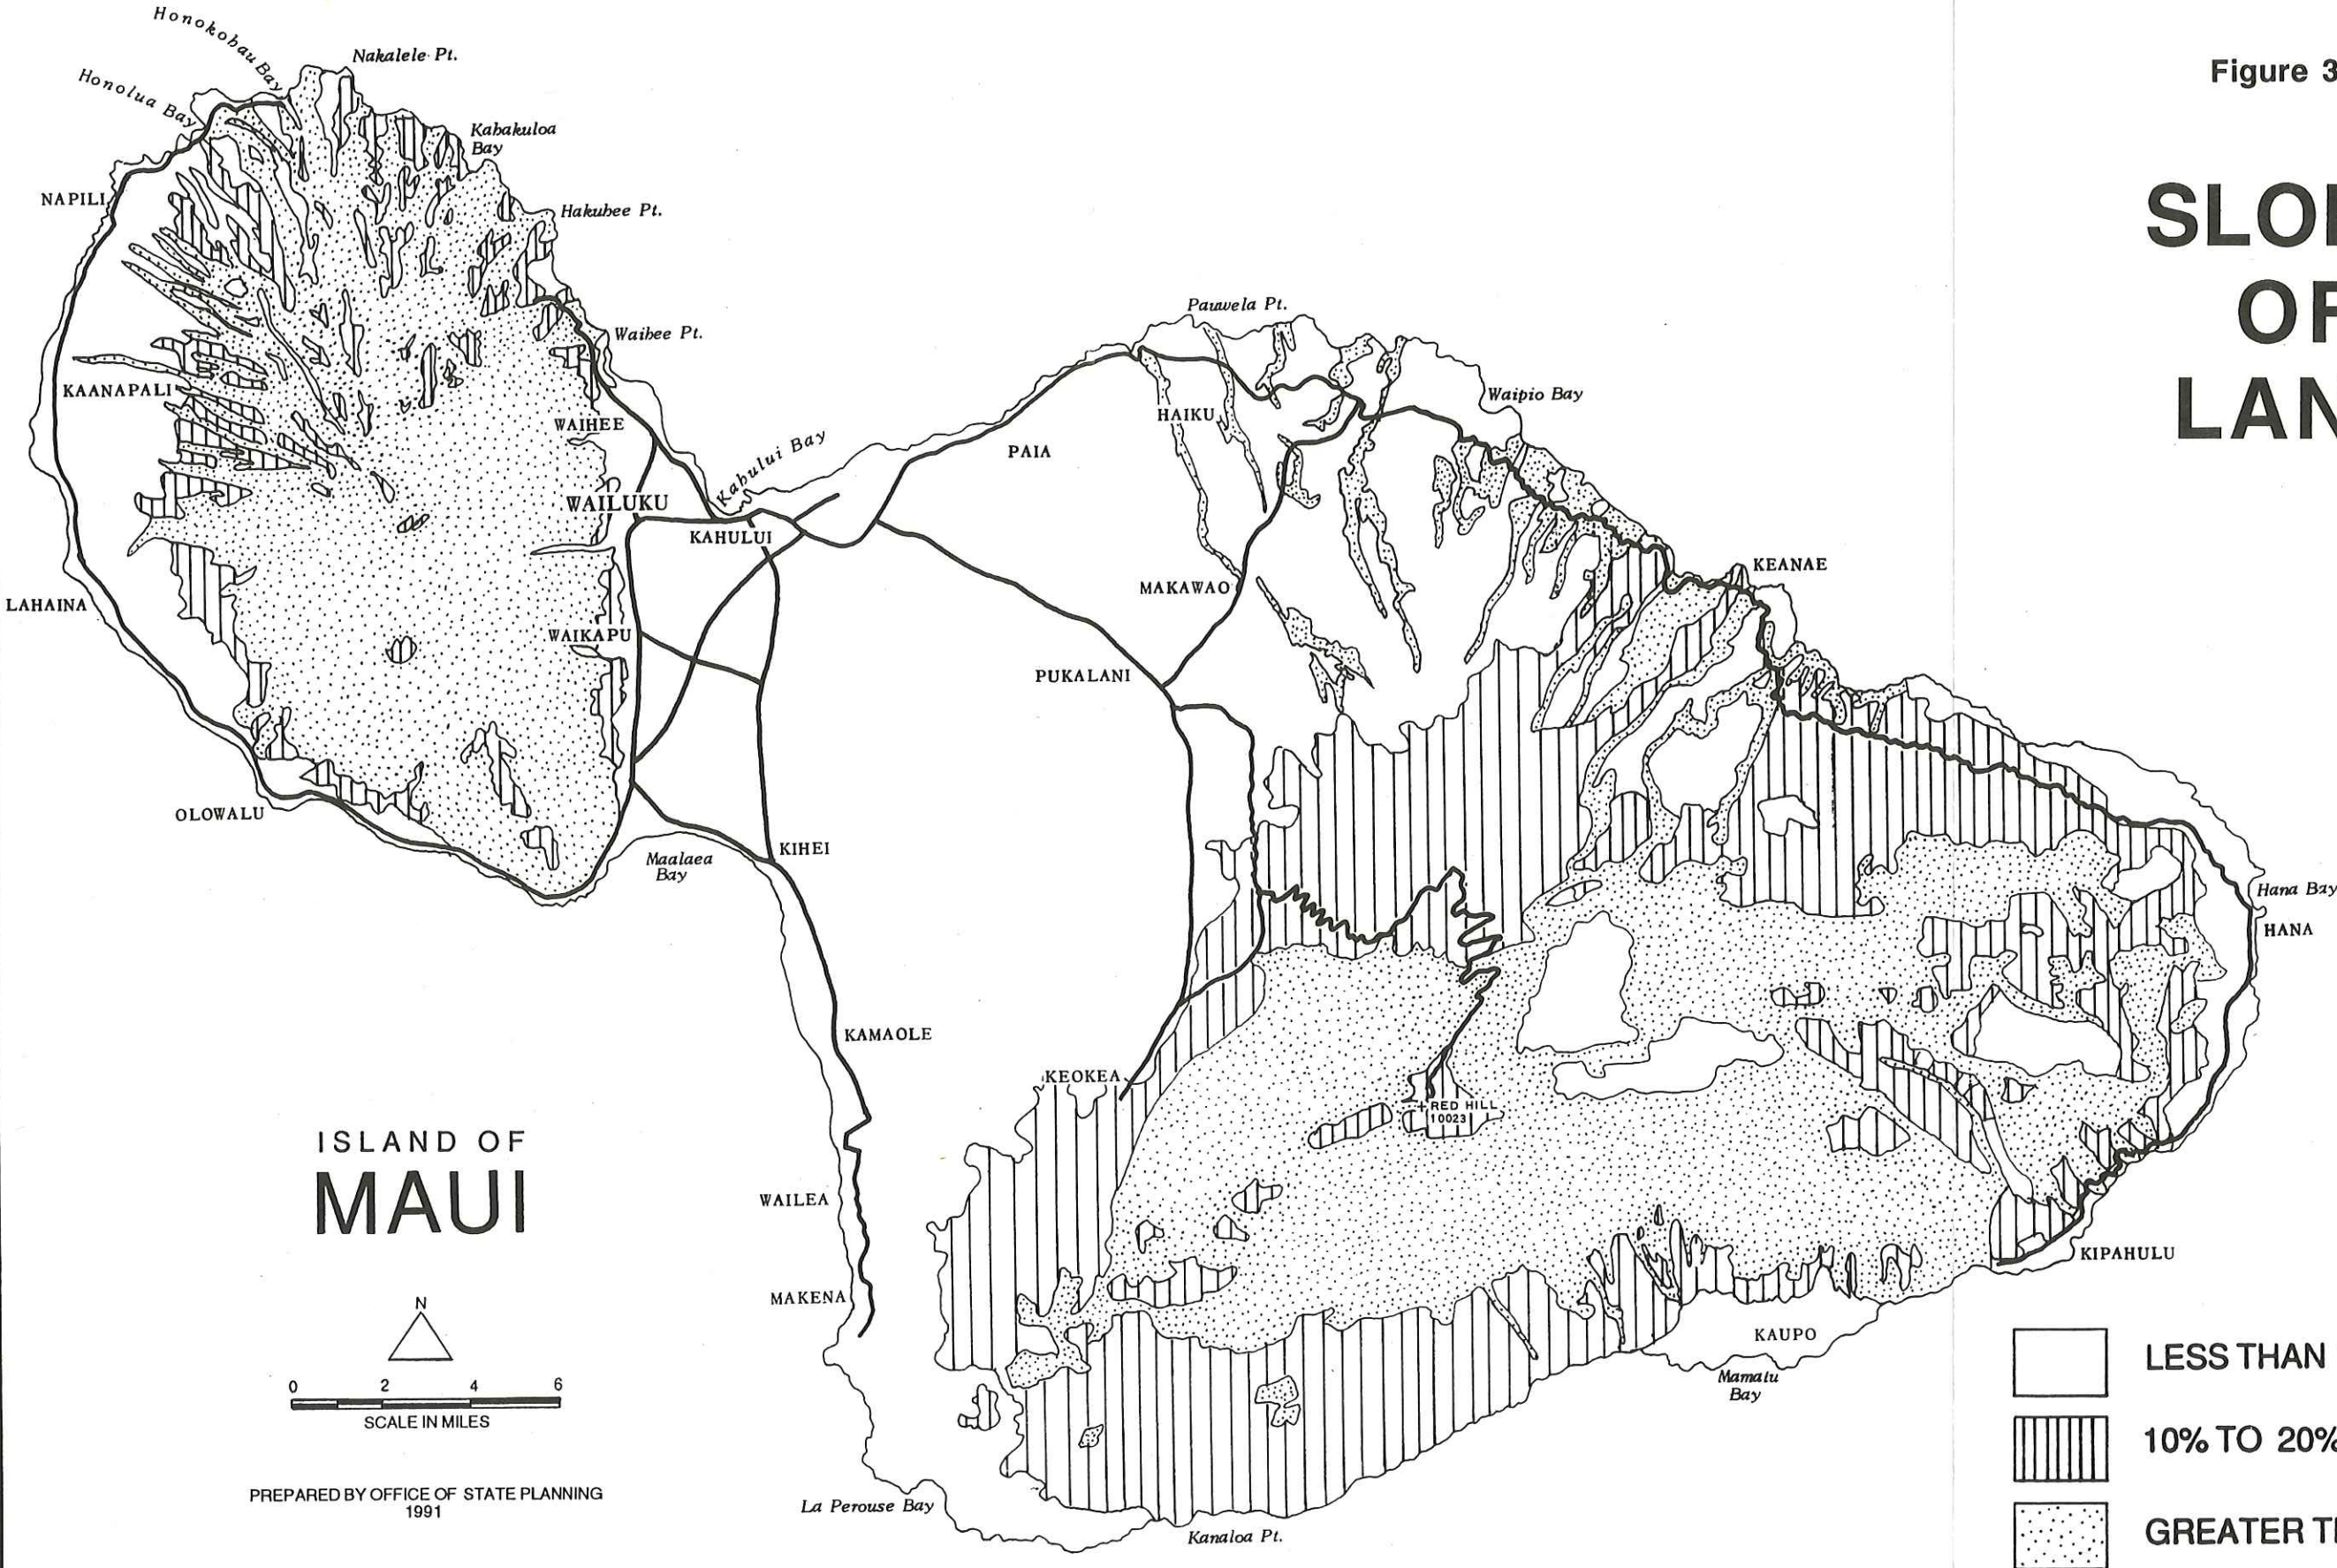 Figure 3
SLO
OF
LAN
Honokohau Bay
Nakalele Pt.
Honolua Bay
Kahakuloa
Bay
NAPILI
Hakuhee Pt.
Pauwela Pt.
Waihee Pt.
KAANAPALI
Waipio Bay
HAIKU
WAIHEE
Kahului Bay
PAIA
WAILUKU
KAHULUI
KEANAE
MAKAWAO
LAHAINA
WAIKAPU
PUKALANI
OLOWALU
KIHEI
Maalaea
Bay
Hana Bay
HANA
KAMAOLE
KEOKEA
RED HILL
10023
ISLAND OF
MAUI
WAILEA
KIPAHULU
MAKENA
N
KAUPO
LESS THAN
Mamalu
Bay
0 2 4 6
SCALE IN MILES
10% TO 20%
PREPARED BY OFFICE OF STATE PLANNING
1991
La Perouse Bay
Kanaloa Pt.
GREATER T